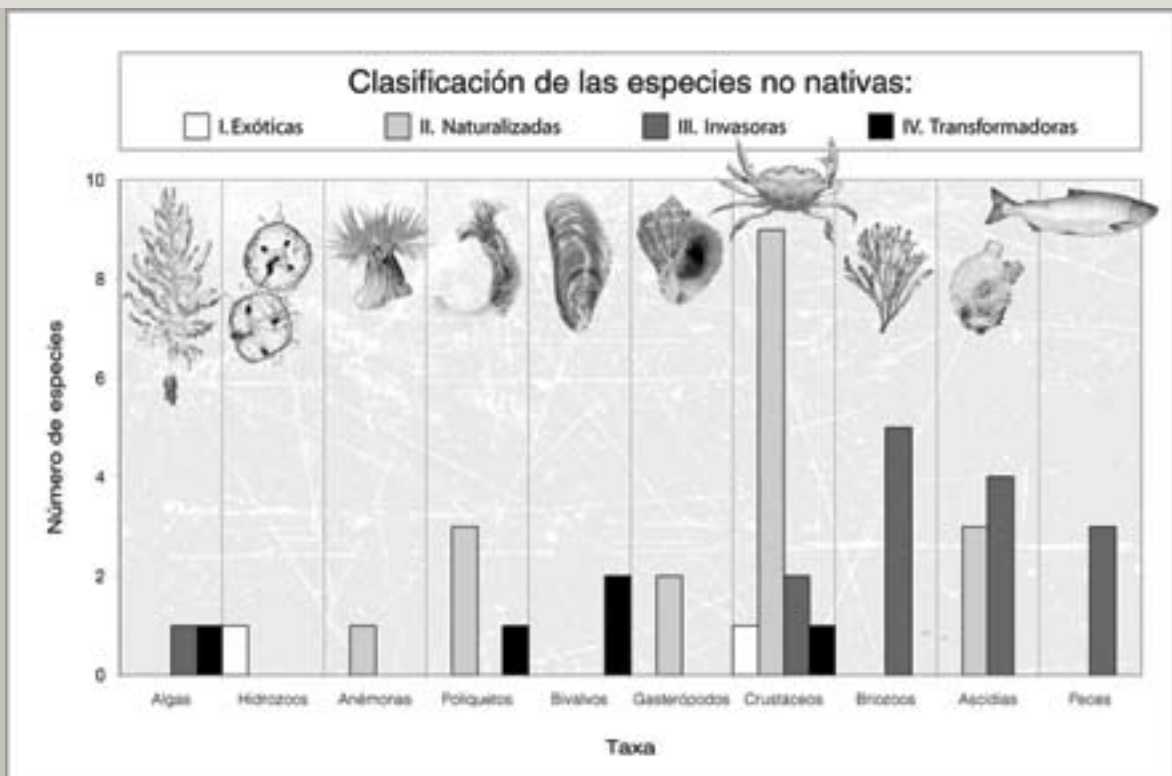 Clasificación de las especies no nativas:
I. Exóticas II. Naturalizadas III. Invasoras IV. Transformadoras
10
8
6
4
2
0
Número de especies
Algas Hidrozoos Anémonas Poliquetos Bivalvos Gasterópodos Crustáceos Briozoos Ascidias Peces
Taxa